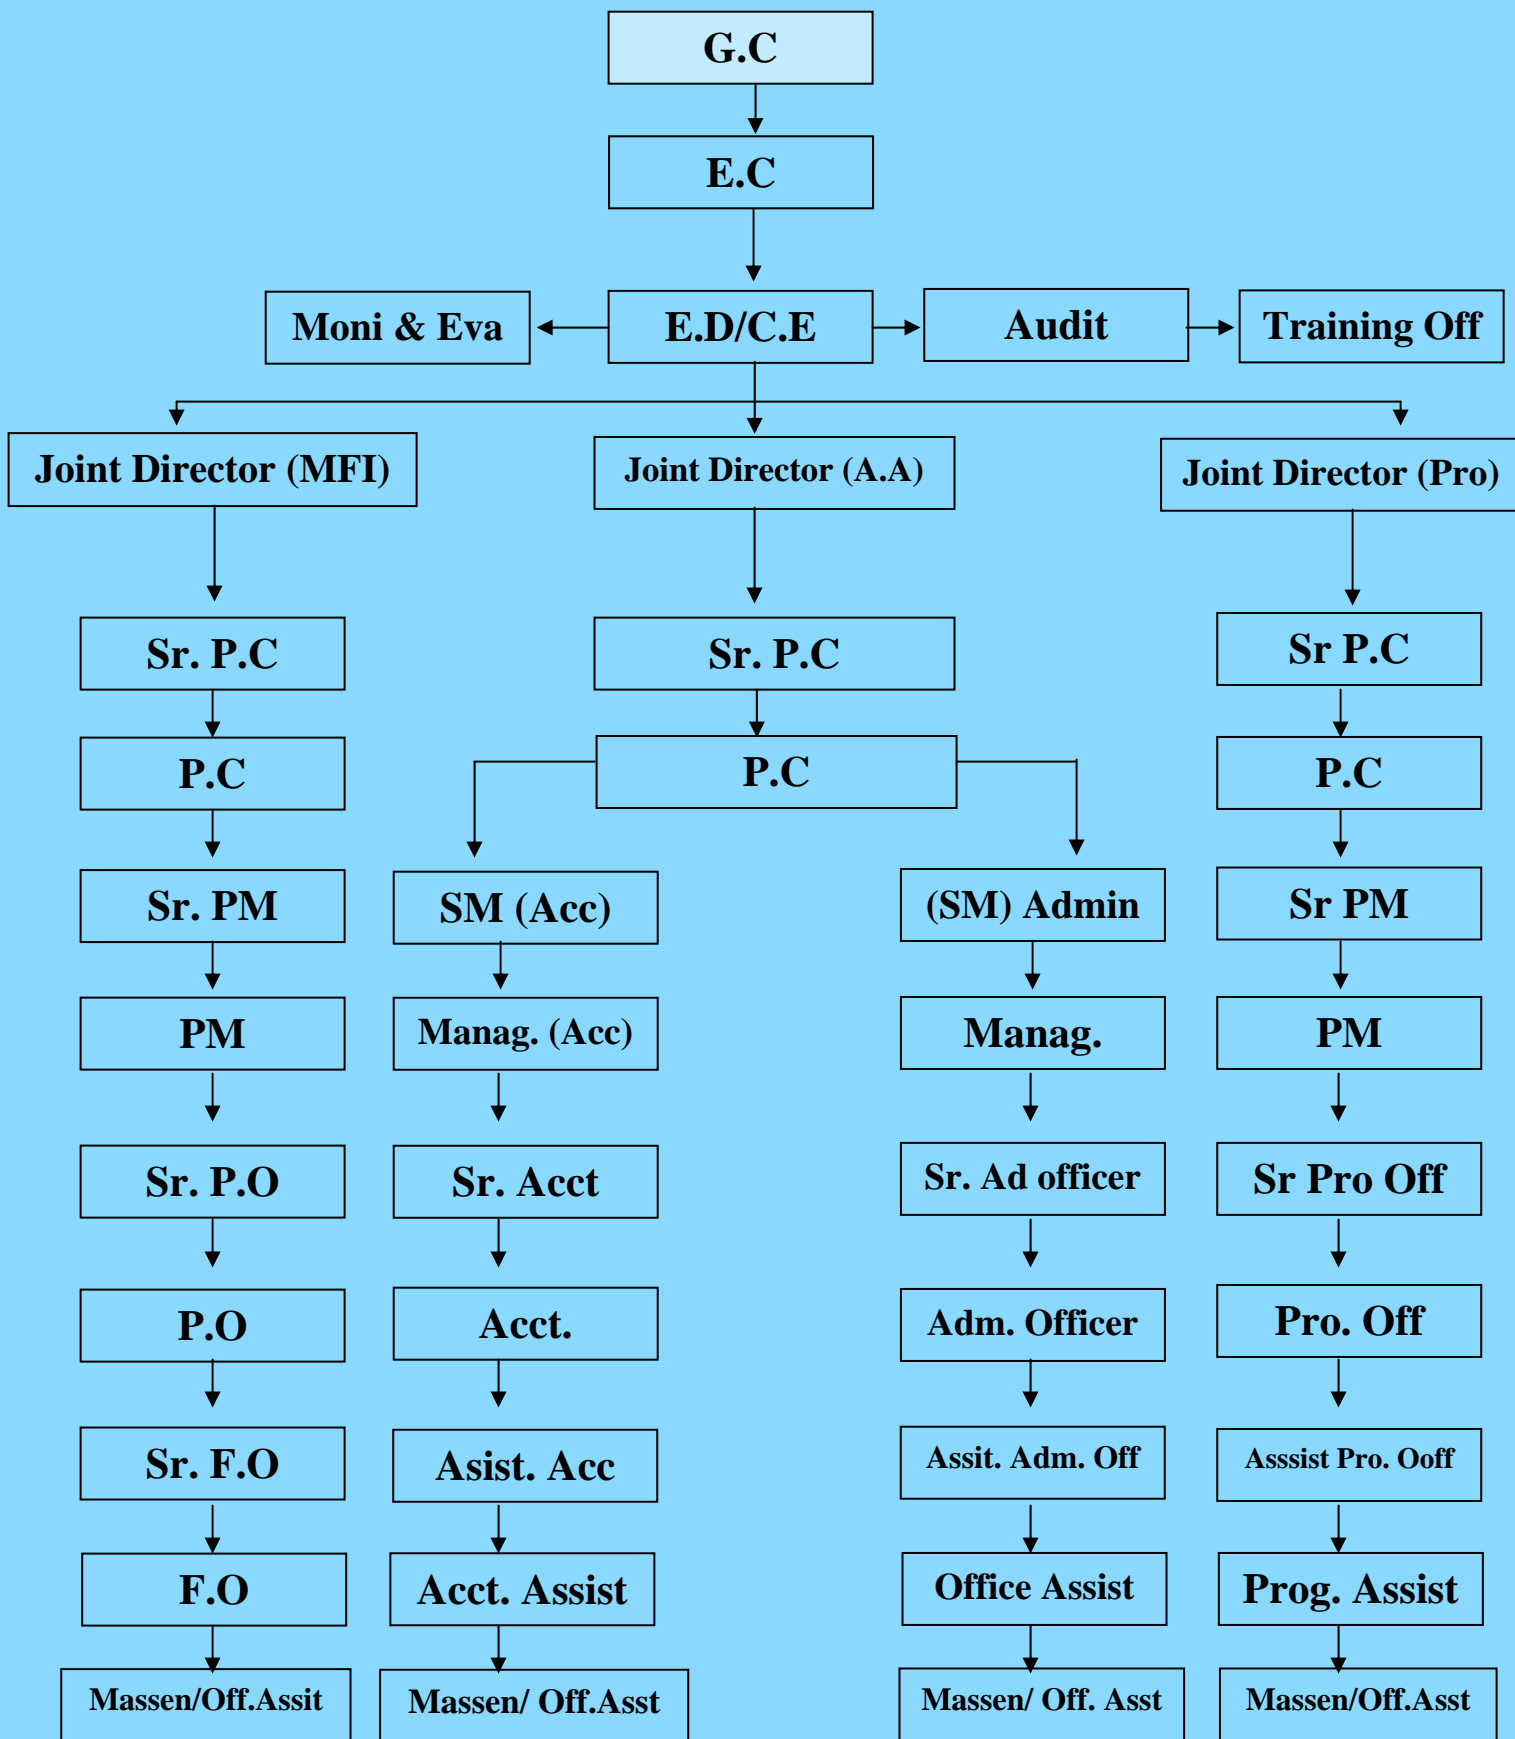 G.C
E.C
Moni & Eva
E.D/C.E
Audit
Training Off
Joint Director (MFI)
Joint Director (A.A)
Joint Director (Pro)
Sr. P.C
Sr. P.C
Sr P.C
P.C
P.C
P.C
Sr. PM
SM (Acc)
(SM) Admin
Sr PM
PM
Manag. (Acc)
Manag.
PM
Sr. P.O
Sr. Acct
Sr. Ad officer
Sr Pro Off
P.O
Acct.
Adm. Officer
Pro. Off
Sr. F.O
Asist. Acc
Assit. Adm. Off
Asssist Pro. Ooff
F.O
Acct. Assist
Office Assist
Prog. Assist
Massen/Off.Assit
Massen/ Off.Asst
Massen/ Off. Asst
Massen/Off.Asst